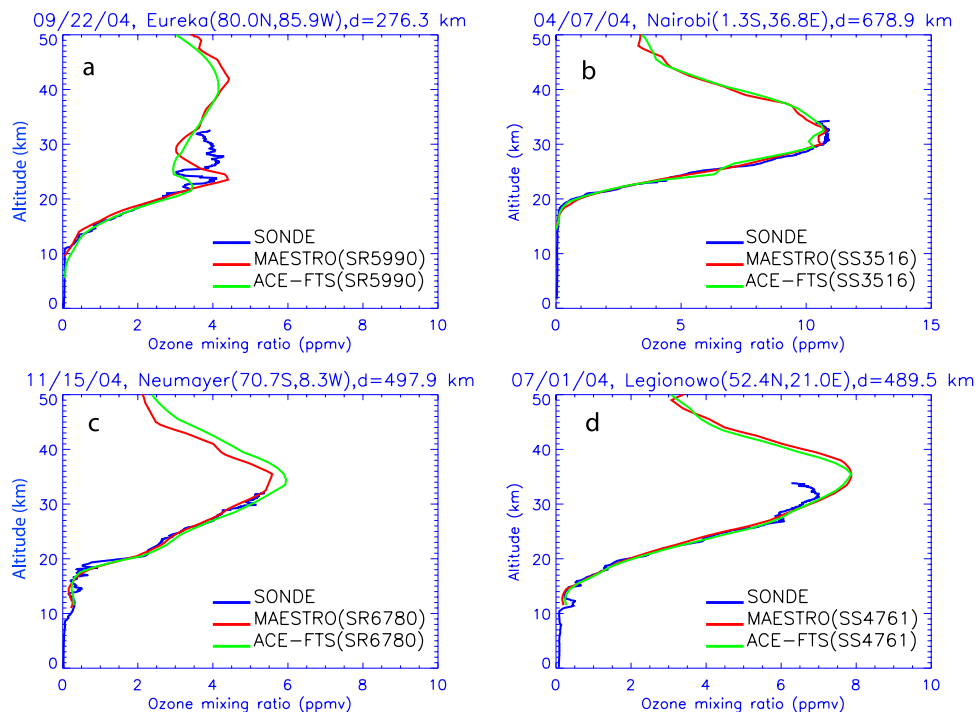 09/22/04, Eureka(80.0N,85.9W),d=276.3 km
50
40
30
20
10
0
Altitude (km)
a
SONDE
MAESTRO(SR5990)
ACE-FTS(SR5990)
0 2 4 6 8 10
Ozone mixing ratio (ppmv)
04/07/04, Nairobi(1.3S,36.8E),d=678.9 km
50
40
30
20
10
0
Altitude (km)
b
SONDE
MAESTRO(SS3516)
ACE-FTS(SS3516)
0 5 10 15
Ozone mixing ratio (ppmv)
11/15/04, Neumayer(70.7S,8.3W),d=497.9 km
50
40
30
20
10
0
Altitude (km)
c
SONDE
MAESTRO(SR6780)
ACE-FTS(SR6780)
0 2 4 6 8 10
Ozone mixing ratio (ppmv)
07/01/04, Legionowo(52.4N,21.0E),d=489.5 km
50
40
30
20
10
0
Altitude (km)
d
SONDE
MAESTRO(SS4761)
ACE-FTS(SS4761)
0 2 4 6 8 10
Ozone mixing ratio (ppmv)